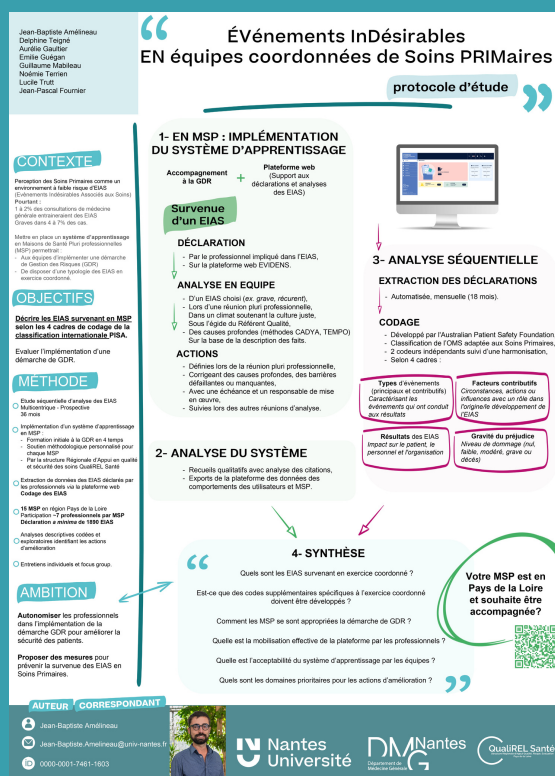 Jean-Baptiste Amélineau
Delphine Teigné
Aurélie Gaultier
Emilie Guégan
Guillaume Mabileau
Noémie Terrien
Lucile Trutt
Jean-Pascal Fournier
ÉVénements InDésirables
EN équipes coordonnées de Soins PRIMaires
protocole d'étude
CONTEXTE
Perception des Soins Primaires comme un
environnement à faible risque d'EIAS
(Evénements Indésirables Associés aux Soins)
Pourtant :
1 à 2% des consultations de médecine
générale entraineraient des EIAS
Graves dans 4 à 7% des cas.
Mettre en place un système d'apprentissage
en Maisons de Santé Pluri professionnelles
(MSP) permettrait :
- Aux équipes d'implémenter une démarche
de Gestion des Risques (GDR)
- De disposer d'une typologie des EIAS en
exercice coordonné.
OBJECTIFS
Décrire les EIAS survenant en MSP
selon les 4 cadres de codage de la
classification internationale PISA.
Evaluer l'implémentation d'une
démarche de GDR.
MÉTHODE
Etude séquentielle d'analyse des EIAS
Multicentrique - Prospective
36 mois
Implémentation d'un système d'apprentissage
en MSP :
- Formation initiale à la GDR en 4 temps
- Soutien méthodologique personnalisé pour
chaque MSP
- Par la structure Régionale d'Appui en qualité
et sécurité des soins QualiREL Santé
Extraction de données des EIAS déclarés par
les professionnels via la plateforme web
Codage des EIAS
15 MSP en région Pays de la Loire
Participation ~7 professionnels par MSP
Déclaration a minima de 1890 EIAS
Analyses descriptives codées et
exploratoires identifiant les actions
d'amélioration
Entretiens individuels et focus group.
AMBITION
Autonomiser les professionnels
dans l'implémentation de la
démarche GDR pour améliorer la
sécurité des patients.
Proposer des mesures pour
prévenir la survenue des EIAS en
Soins Primaires.
1- EN MSP : IMPLÉMENTATION
DU SYSTÈME D'APPRENTISSAGE
Accompagnement
à la GDR
+
Plateforme web
(Support aux
déclarations et analyses
des EIAS)
Survenue
d'un EIAS
DÉCLARATION
- Par le professionnel impliqué dans l'EIAS,
- Sur la plateforme web EVIDENS.
ANALYSE EN EQUIPE
- D'un EIAS choisi (ex. grave, récurent),
- Lors d'une réunion pluri professionnelle,
Dans un climat soutenant la culture juste,
Sous l'égide du Référent Qualité,
- Des causes profondes (méthodes CADYA, TEMPO)
Sur la base de la description des faits.
ACTIONS
- Définies lors de la réunion pluri professionnelle,
- Corrigeant des causes profondes, des barrières
défaillantes ou manquantes,
- Avec une échéance et un responsable de mise
en œuvre,
- Suivies lors des autres réunions d'analyse.
2- ANALYSE DU SYSTÈME
- Recueils qualitatifs avec analyse des citations,
- Exports de la plateforme des données des
comportements des utilisateurs et MSP.
3- ANALYSE SÉQUENTIELLE
EXTRACTION DES DÉCLARATIONS
- Automatisée, mensuelle (18 mois).
CODAGE
- Développé par l'Australian Patient Safety Foundation,
- Classification de l'OMS adaptée aux Soins Primaires,
- 2 codeurs indépendants suivi d'une harmonisation,
- Selon 4 cadres :
Types d'évènements
(principaux et contributifs)
Caractérisant les
événements qui ont conduit
aux résultats
Facteurs contributifs
Circonstances, actions ou
influences avec un rôle dans
l'origine/le développement de
l'EIAS
Résultats des EIAS
Impact sur le patient, le
personnel et l'organisation
Gravité du préjudice
Niveau de dommage (nul,
faible, modéré, grave ou
décès)
4- SYNTHÈSE
Quels sont les EIAS survenant en exercice coordonné ?
Est-ce que des codes supplémentaires spécifiques à l'exercice coordonné
doivent être développés ?
Comment les MSP se sont appropriées la démarche de GDR ?
Quelle est la mobilisation effective de la plateforme par les professionnels ?
Quelle est l'acceptabilité du système d'apprentissage par les équipes ?
Quels sont les domaines prioritaires pour les actions d'amélioration ?
Votre MSP est en
Pays de la Loire
et souhaite être
accompagnée?
AUTEUR CORRESPONDANT
Jean-Baptiste Amélineau
Jean-Baptiste.Amelineau@univ-nantes.fr
iD 0000-0001-7461-1603
Nantes
Université
DMG Nantes
Département de
Médecine Générale
QualiREL Santé